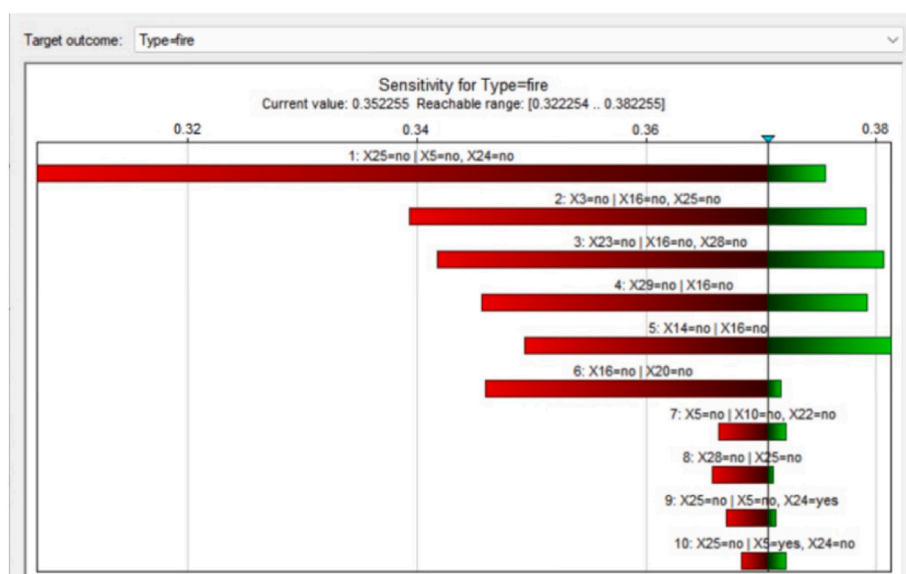 Target outcome: Type=fire
Sensitivity for Type=fire
Current value: 0.352255 Reachable range: [0.322254 .. 0.382255]
0.32 0.34 0.36 0.38
1: X25=no | X5=no, X24=no
2: X3=no | X16=no, X25=no
3: X23=no | X16=no, X28=no
4: X29=no | X16=no
5: X14=no | X16=no
6: X16=no | X20=no
7: X5=no | X10=no, X22=no
8: X28=no | X25=no
9: X25=no | X5=no, X24=yes
10: X25=no | X5=yes, X24=no